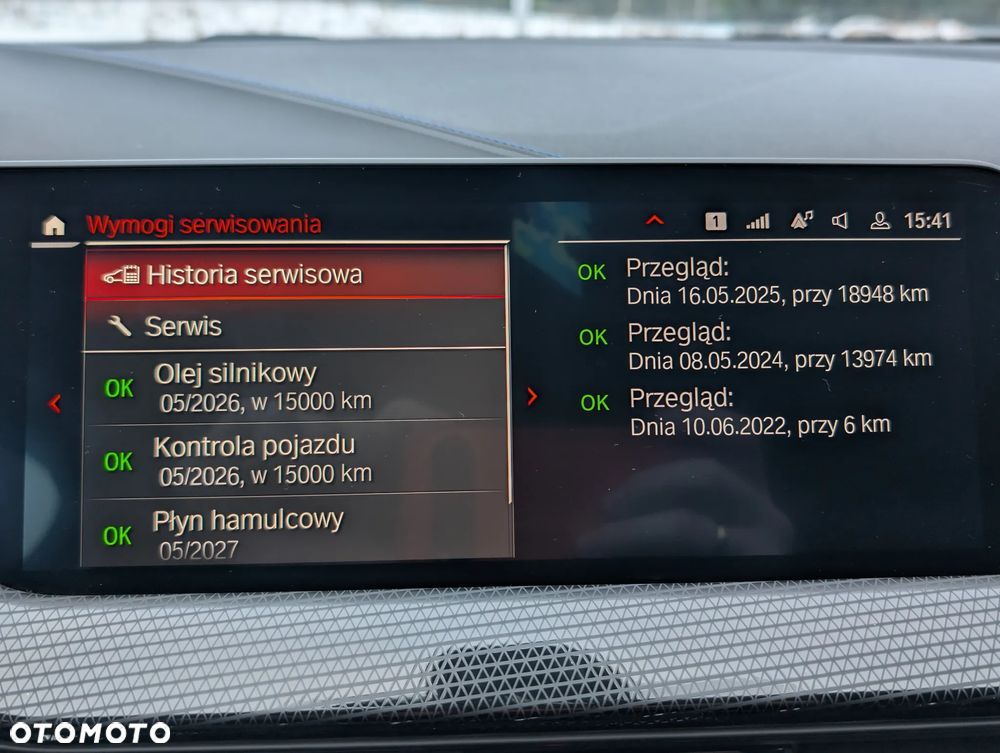 Wymogi serwisowania
1
15:41
Historia serwisowa
Serwis
OK Olej silnikowy
05/2026, w 15000 km
OK Kontrola pojazdu
05/2026, w 15000 km
OK Płyn hamulcowy
05/2027
OK Przegląd:
Dnia 16.05.2025, przy 18948 km
OK Przegląd:
Dnia 08.05.2024, przy 13974 km
OK Przegląd:
Dnia 10.06.2022, przy 6 km
OTOMOTO